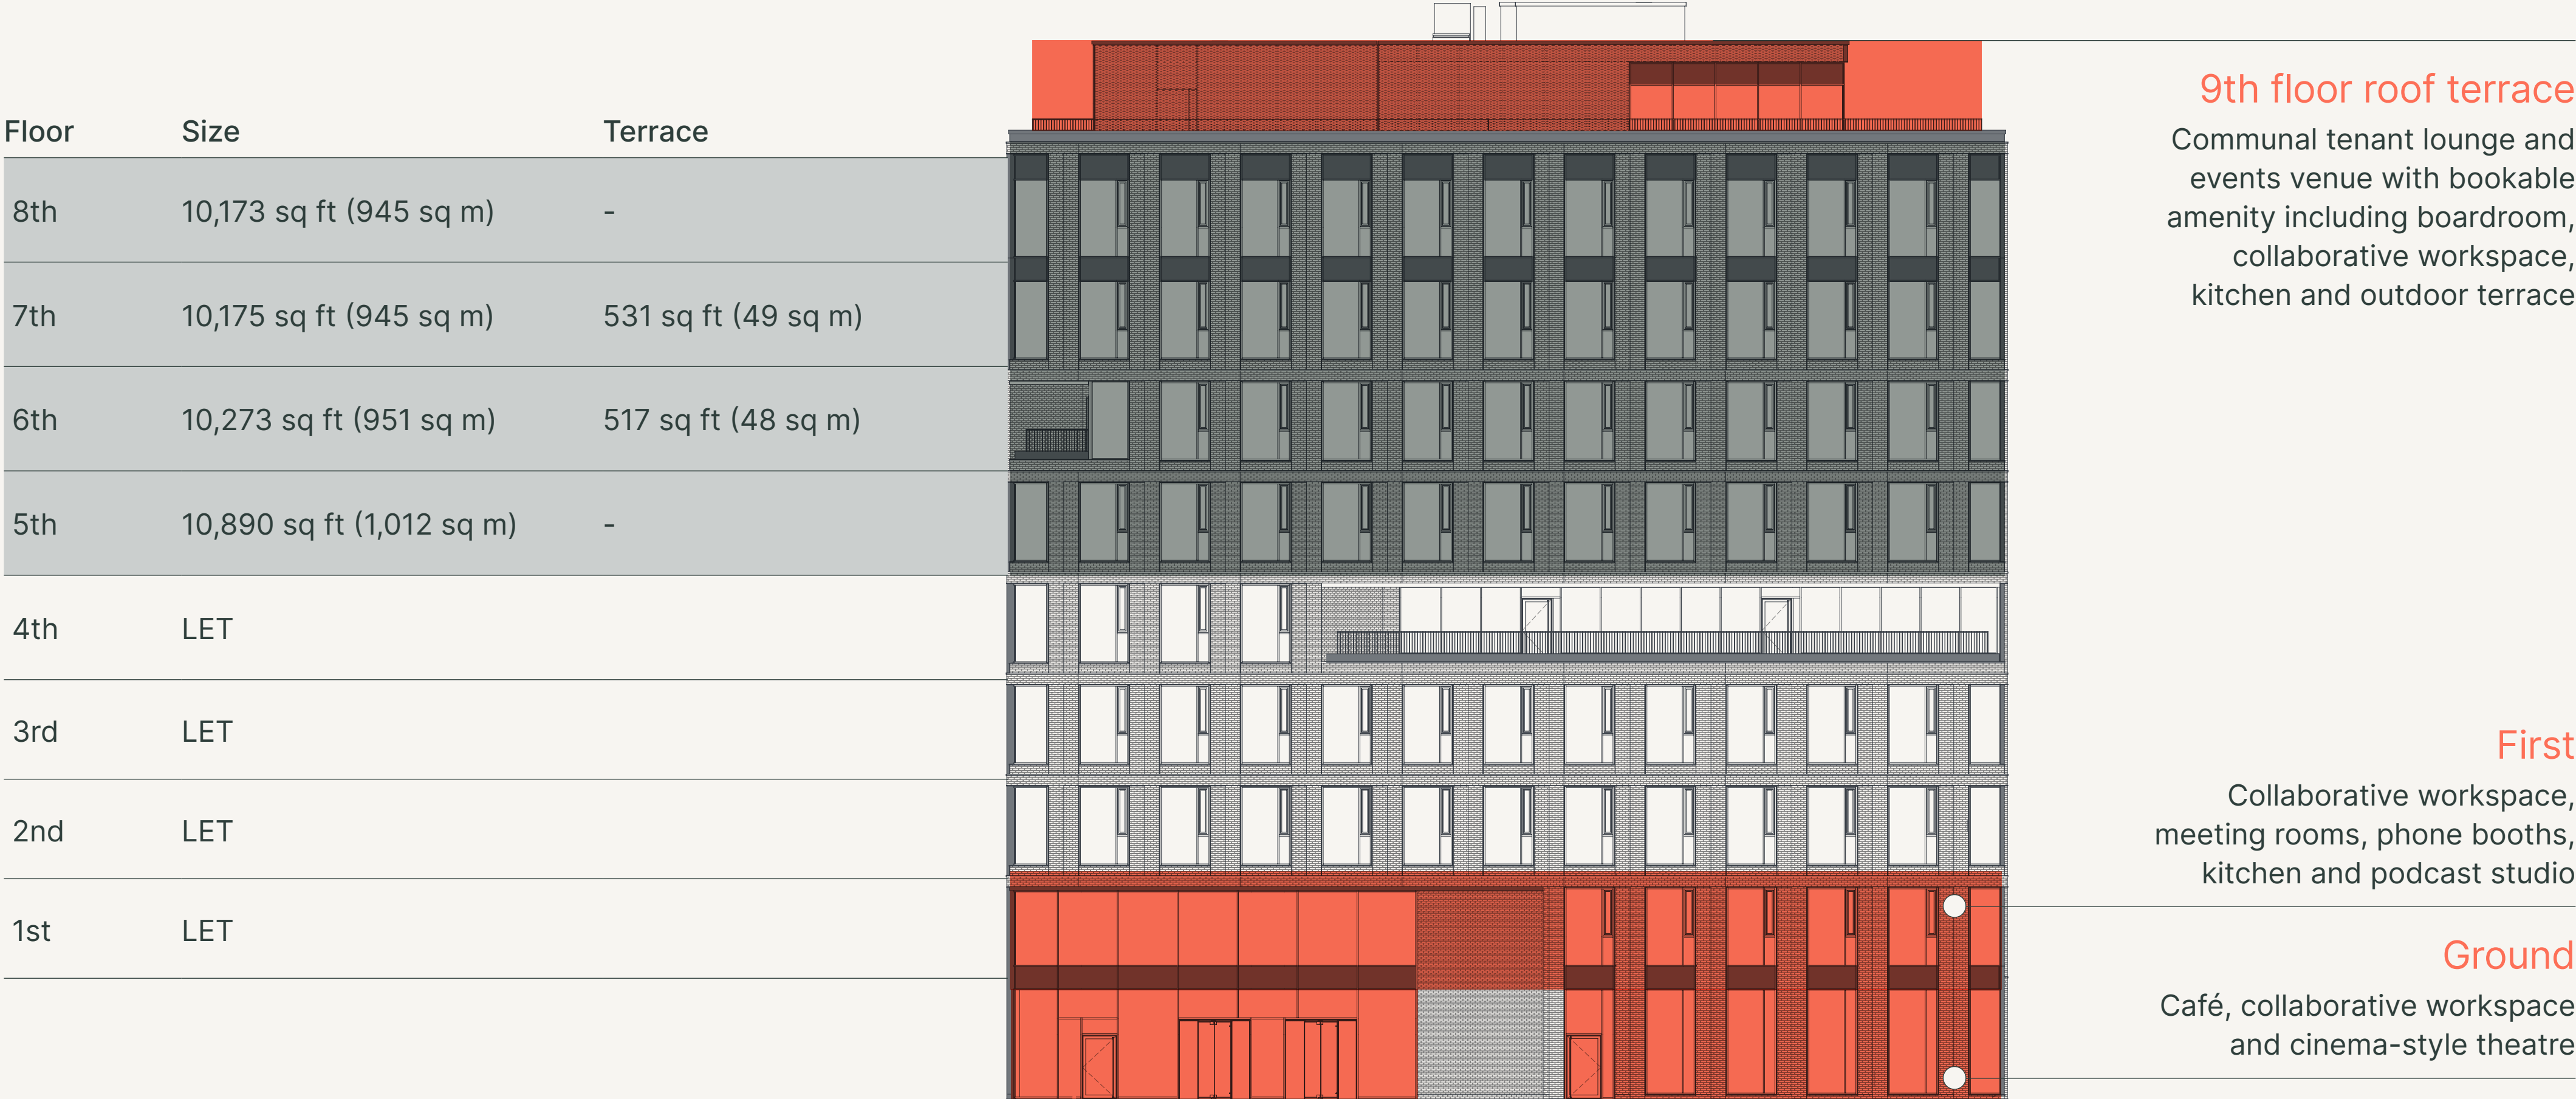 Floor Size Terrace
8th 10,173 sq ft (945 sq m) -
7th 10,175 sq ft (945 sq m) 531 sq ft (49 sq m)
6th 10,273 sq ft (951 sq m) 517 sq ft (48 sq m)
5th 10,890 sq ft (1,012 sq m) -
4th LET
3rd LET
2nd LET
1st LET
9th floor roof terrace
Communal tenant lounge and
events venue with bookable
amenity including boardroom,
collaborative workspace,
kitchen and outdoor terrace
First
Collaborative workspace,
meeting rooms, phone booths,
kitchen and podcast studio
Ground
Café, collaborative workspace
and cinema-style theatre